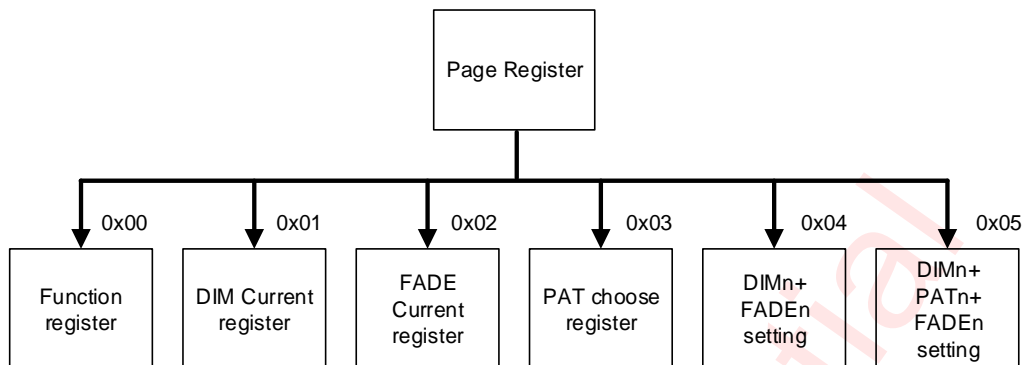 Page Register
0x00
0x01
0x02
0x03
0x04
0x05
Function
register
DIM Current
register
FADE
Current
register
PAT choose
register
DIMn+
FADEn
setting
DIMn+
PATn+
FADEn
setting
tial